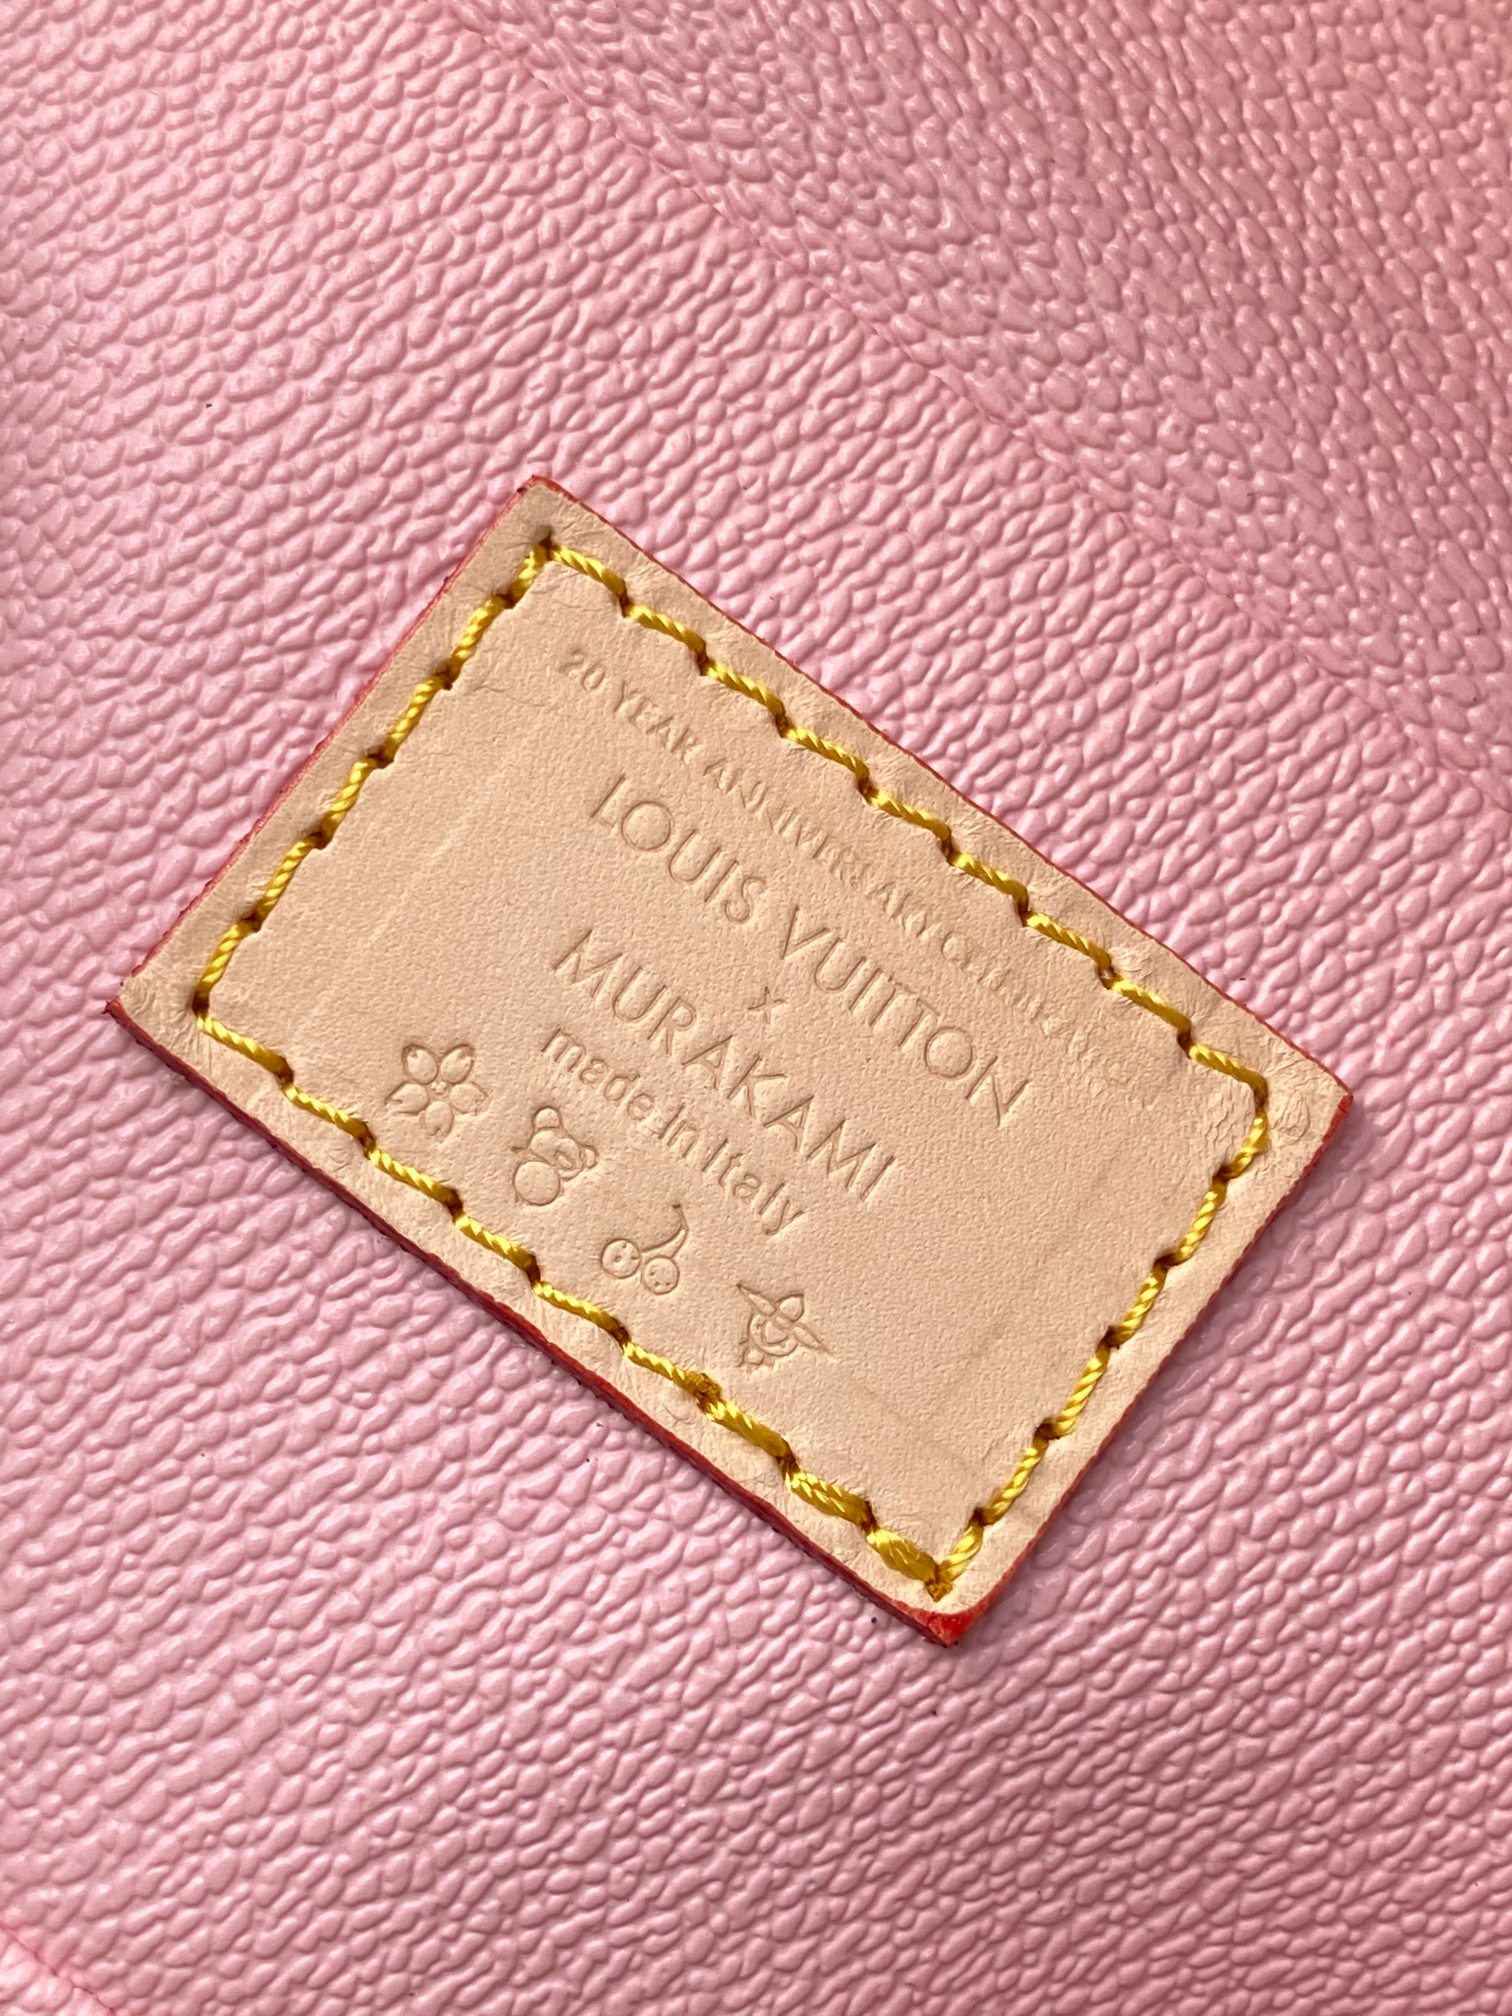 20 YEAR ANNIVERSARY
LOUIS VUITTON
x
MURAKAMI
made in Italy